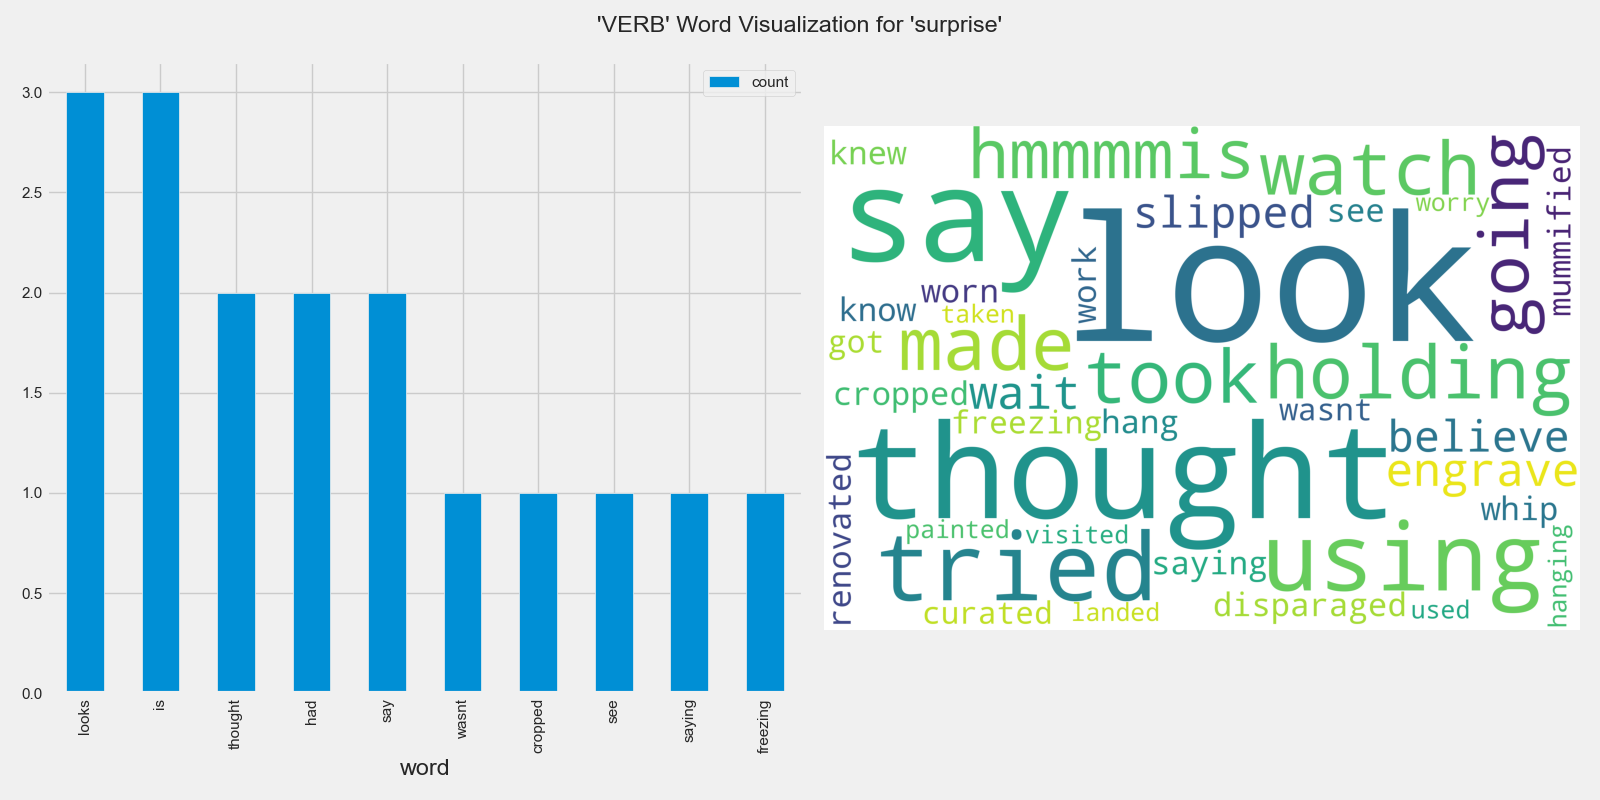 'VERB' Word Visualization for 'surprise'
count
3.0
2.5
2.0
1.5
1.0
0.5
0.0
looks
is
thought
had
say
wasnt
cropped
see
saying
freezing
word
knew
hmmmmis
watch
going
mummified
say
slipped
see
worry
look
work
worn
know
taken
got
made
took
holding
cropped
wait
wasnt
freezing
hang
believe
thought
engrave
renovated
whip
painted
visited
tried
saying
using
hanging
curated
landed
disparaged
used